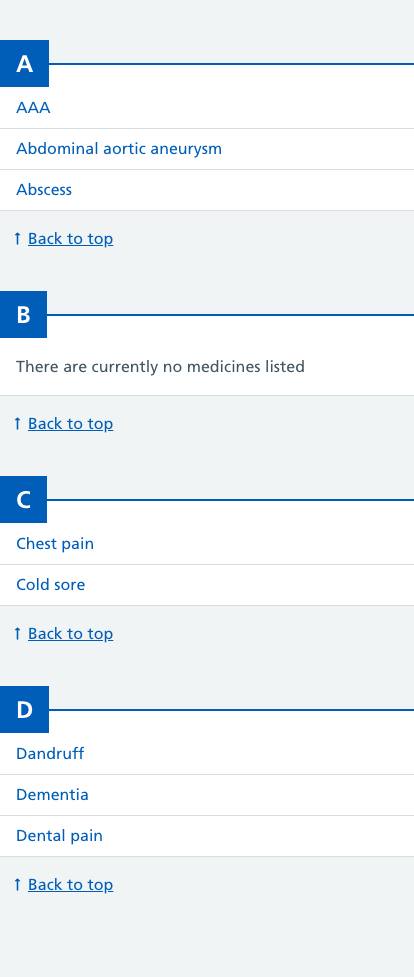 A
AAA
Abdominal aortic aneurysm
Abscess
↑ Back to top
B
There are currently no medicines listed
↑ Back to top
C
Chest pain
Cold sore
↑ Back to top
D
Dandruff
Dementia
Dental pain
↑ Back to top